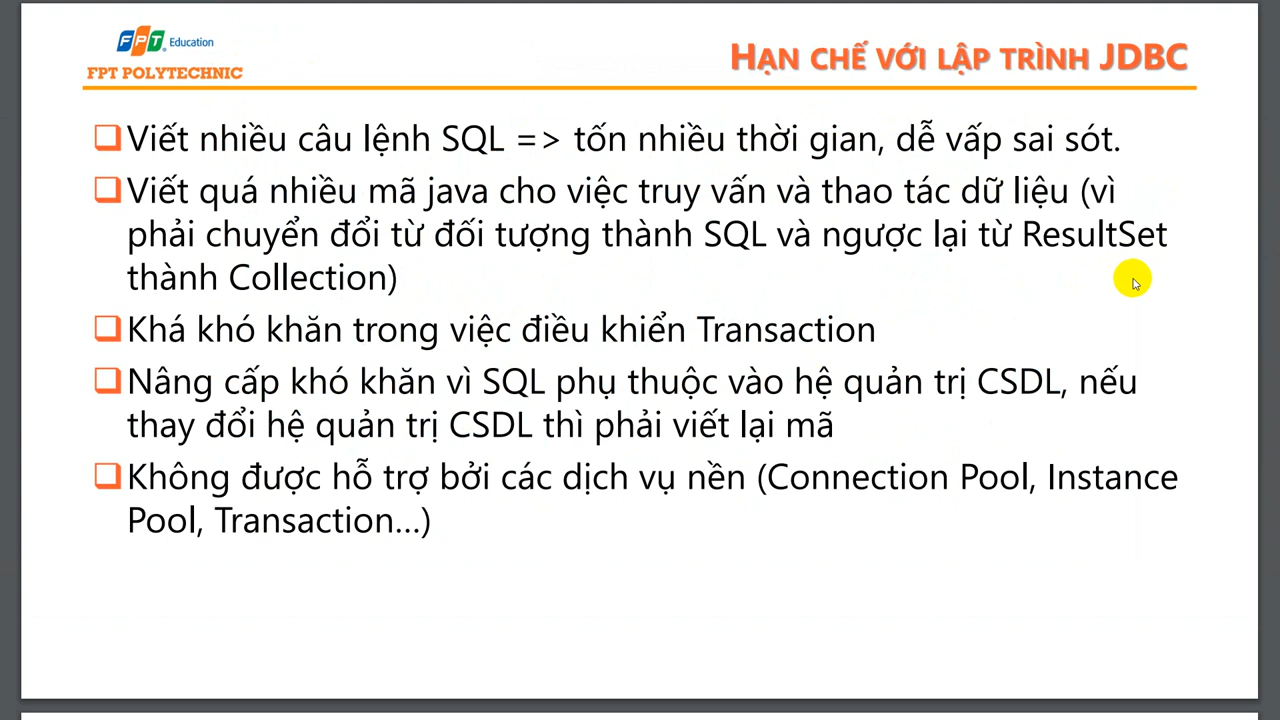 FPT Education
FPT POLYTECHNIC
HẠN CHẾ VỚI LẬP TRÌNH JDBC
Viết nhiều câu lệnh SQL => tốn nhiều thời gian, dễ vấp sai sót.
Viết quá nhiều mã java cho việc truy vấn và thao tác dữ liệu (vì
phải chuyển đổi từ đối tượng thành SQL và ngược lại từ ResultSet
thành Collection)
Khá khó khăn trong việc điều khiển Transaction
Nâng cấp khó khăn vì SQL phụ thuộc vào hệ quản trị CSDL, nếu
thay đổi hệ quản trị CSDL thì phải viết lại mã
Không được hỗ trợ bởi các dịch vụ nền (Connection Pool, Instance
Pool, Transaction...)